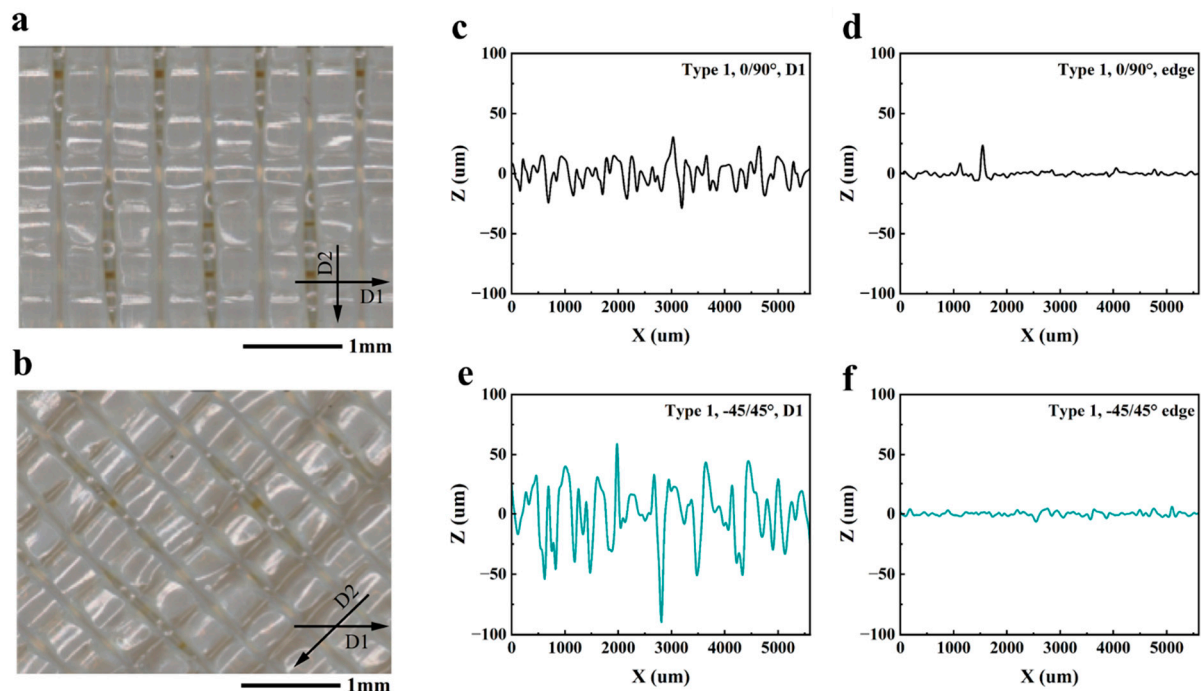 a
D2
D1
1mm
b
D2
D1
1mm
c
Type 1, 0/90°, D1
Z (um)
100
50
0
−50
−100
0 1000 2000 3000 4000 5000
X (um)
d
Type 1, 0/90°, edge
Z (um)
100
50
0
−50
−100
0 1000 2000 3000 4000 5000
X (um)
e
Type 1, -45/45°, D1
Z (um)
100
50
0
−50
−100
0 1000 2000 3000 4000 5000
X (um)
f
Type 1, -45/45° edge
Z (um)
100
50
0
−50
−100
0 1000 2000 3000 4000 5000
X (um)